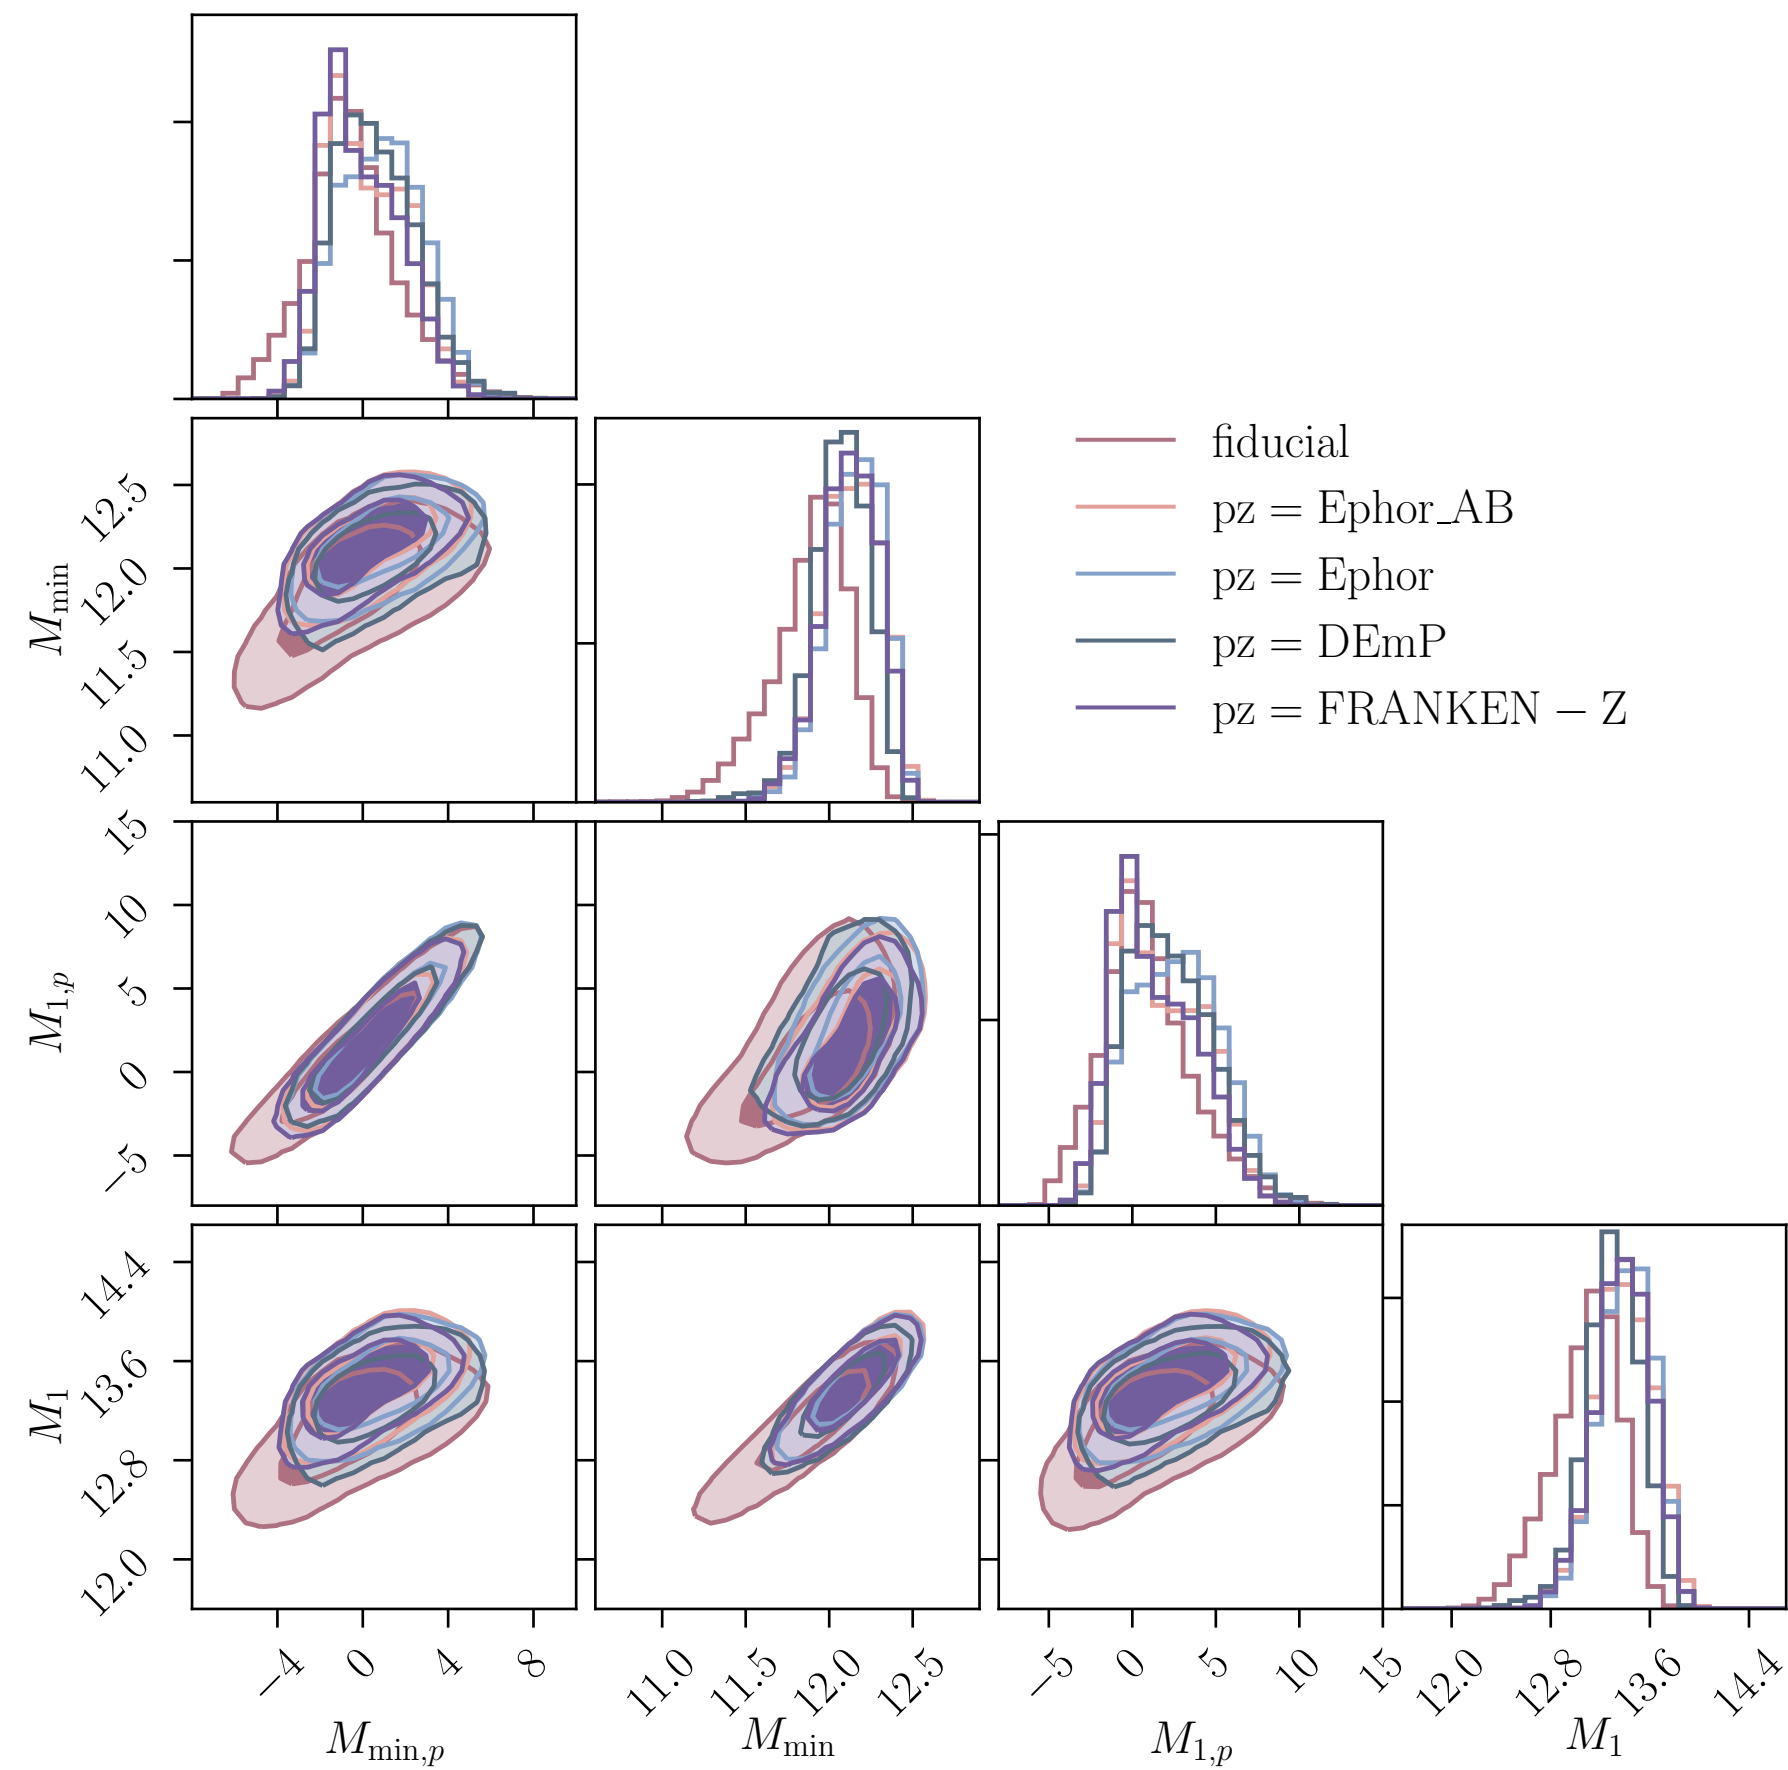 fiducial
pz = Ephor_AB
pz = Ephor
pz = DEmP
pz = FRANKEN − Z
12.5
12.0
11.5
11.0
M_min
15
10
5
0
−5
M_1,p
14.4
13.6
12.8
12.0
M_1
−4 0 4 8
11.0 11.5 12.0 12.5
−5 0 5 10 15
12.0 12.8 13.6 14.4
M_min,p
M_min
M_1,p
M_1